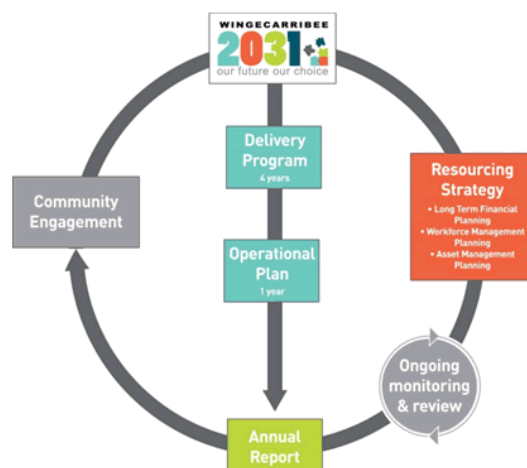 WINGECARRIBEE
2031
our future our choice
Delivery
Program
4 years
Community
Engagement
Resourcing
Strategy
• Long Term Financial
Planning
• Workforce Management
Planning
• Asset Management
Planning
Operational
Plan
1 year
Ongoing
monitoring
& review
Annual
Report